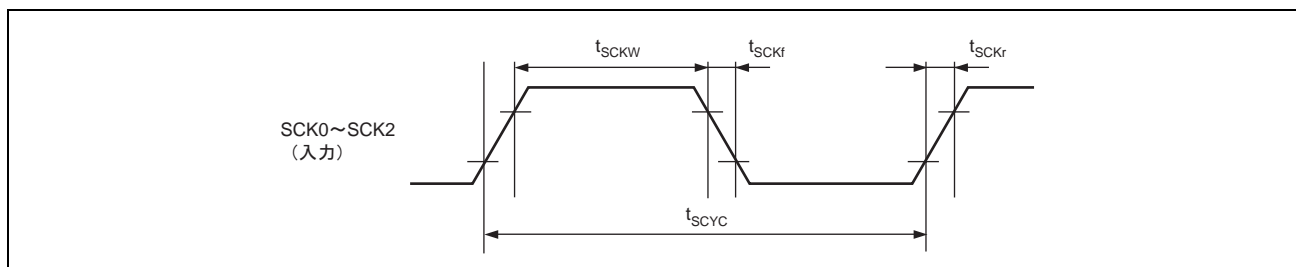 tSCKW
tSCKf
tSCKr
SCK0～SCK2
（入力）
tSCYC